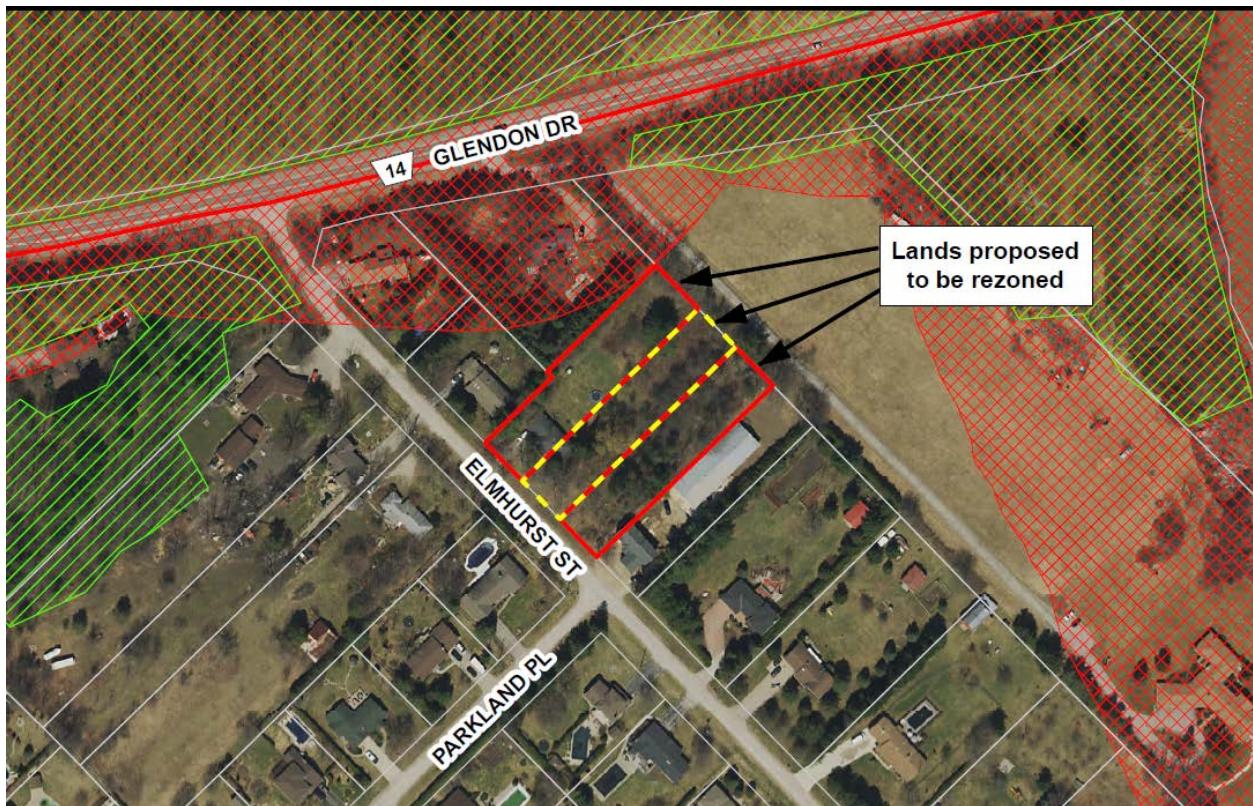 14 GLENDON DR
Lands proposed
to be rezoned
ELMHURST ST
PARKLAND PL